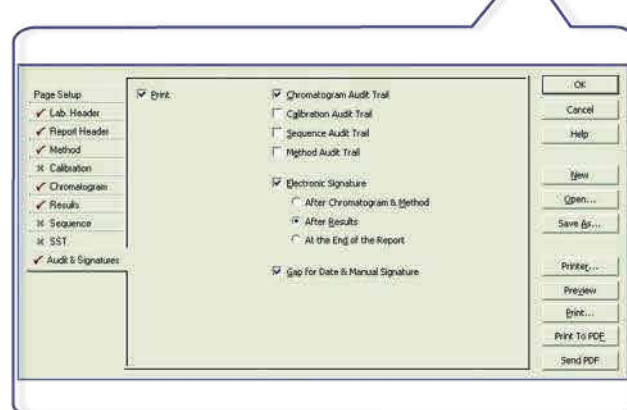 Page Setup
Lab. Header
Report Header
Method
Calibration
Chromatogram
Results
Sequence
SST
Audit & Signatures
Print
Chromatogram Audit Trail
Calibration Audit Trail
Sequence Audit Trail
Method Audit Trail
Electronic Signature
After Chromatogram & Method
After Results
At the End of the Report
Gap for Date & Manual Signature
OK
Cancel
Help
New
Open...
Save As...
Printer...
Preview
Print...
Print To PDF
Send PDF